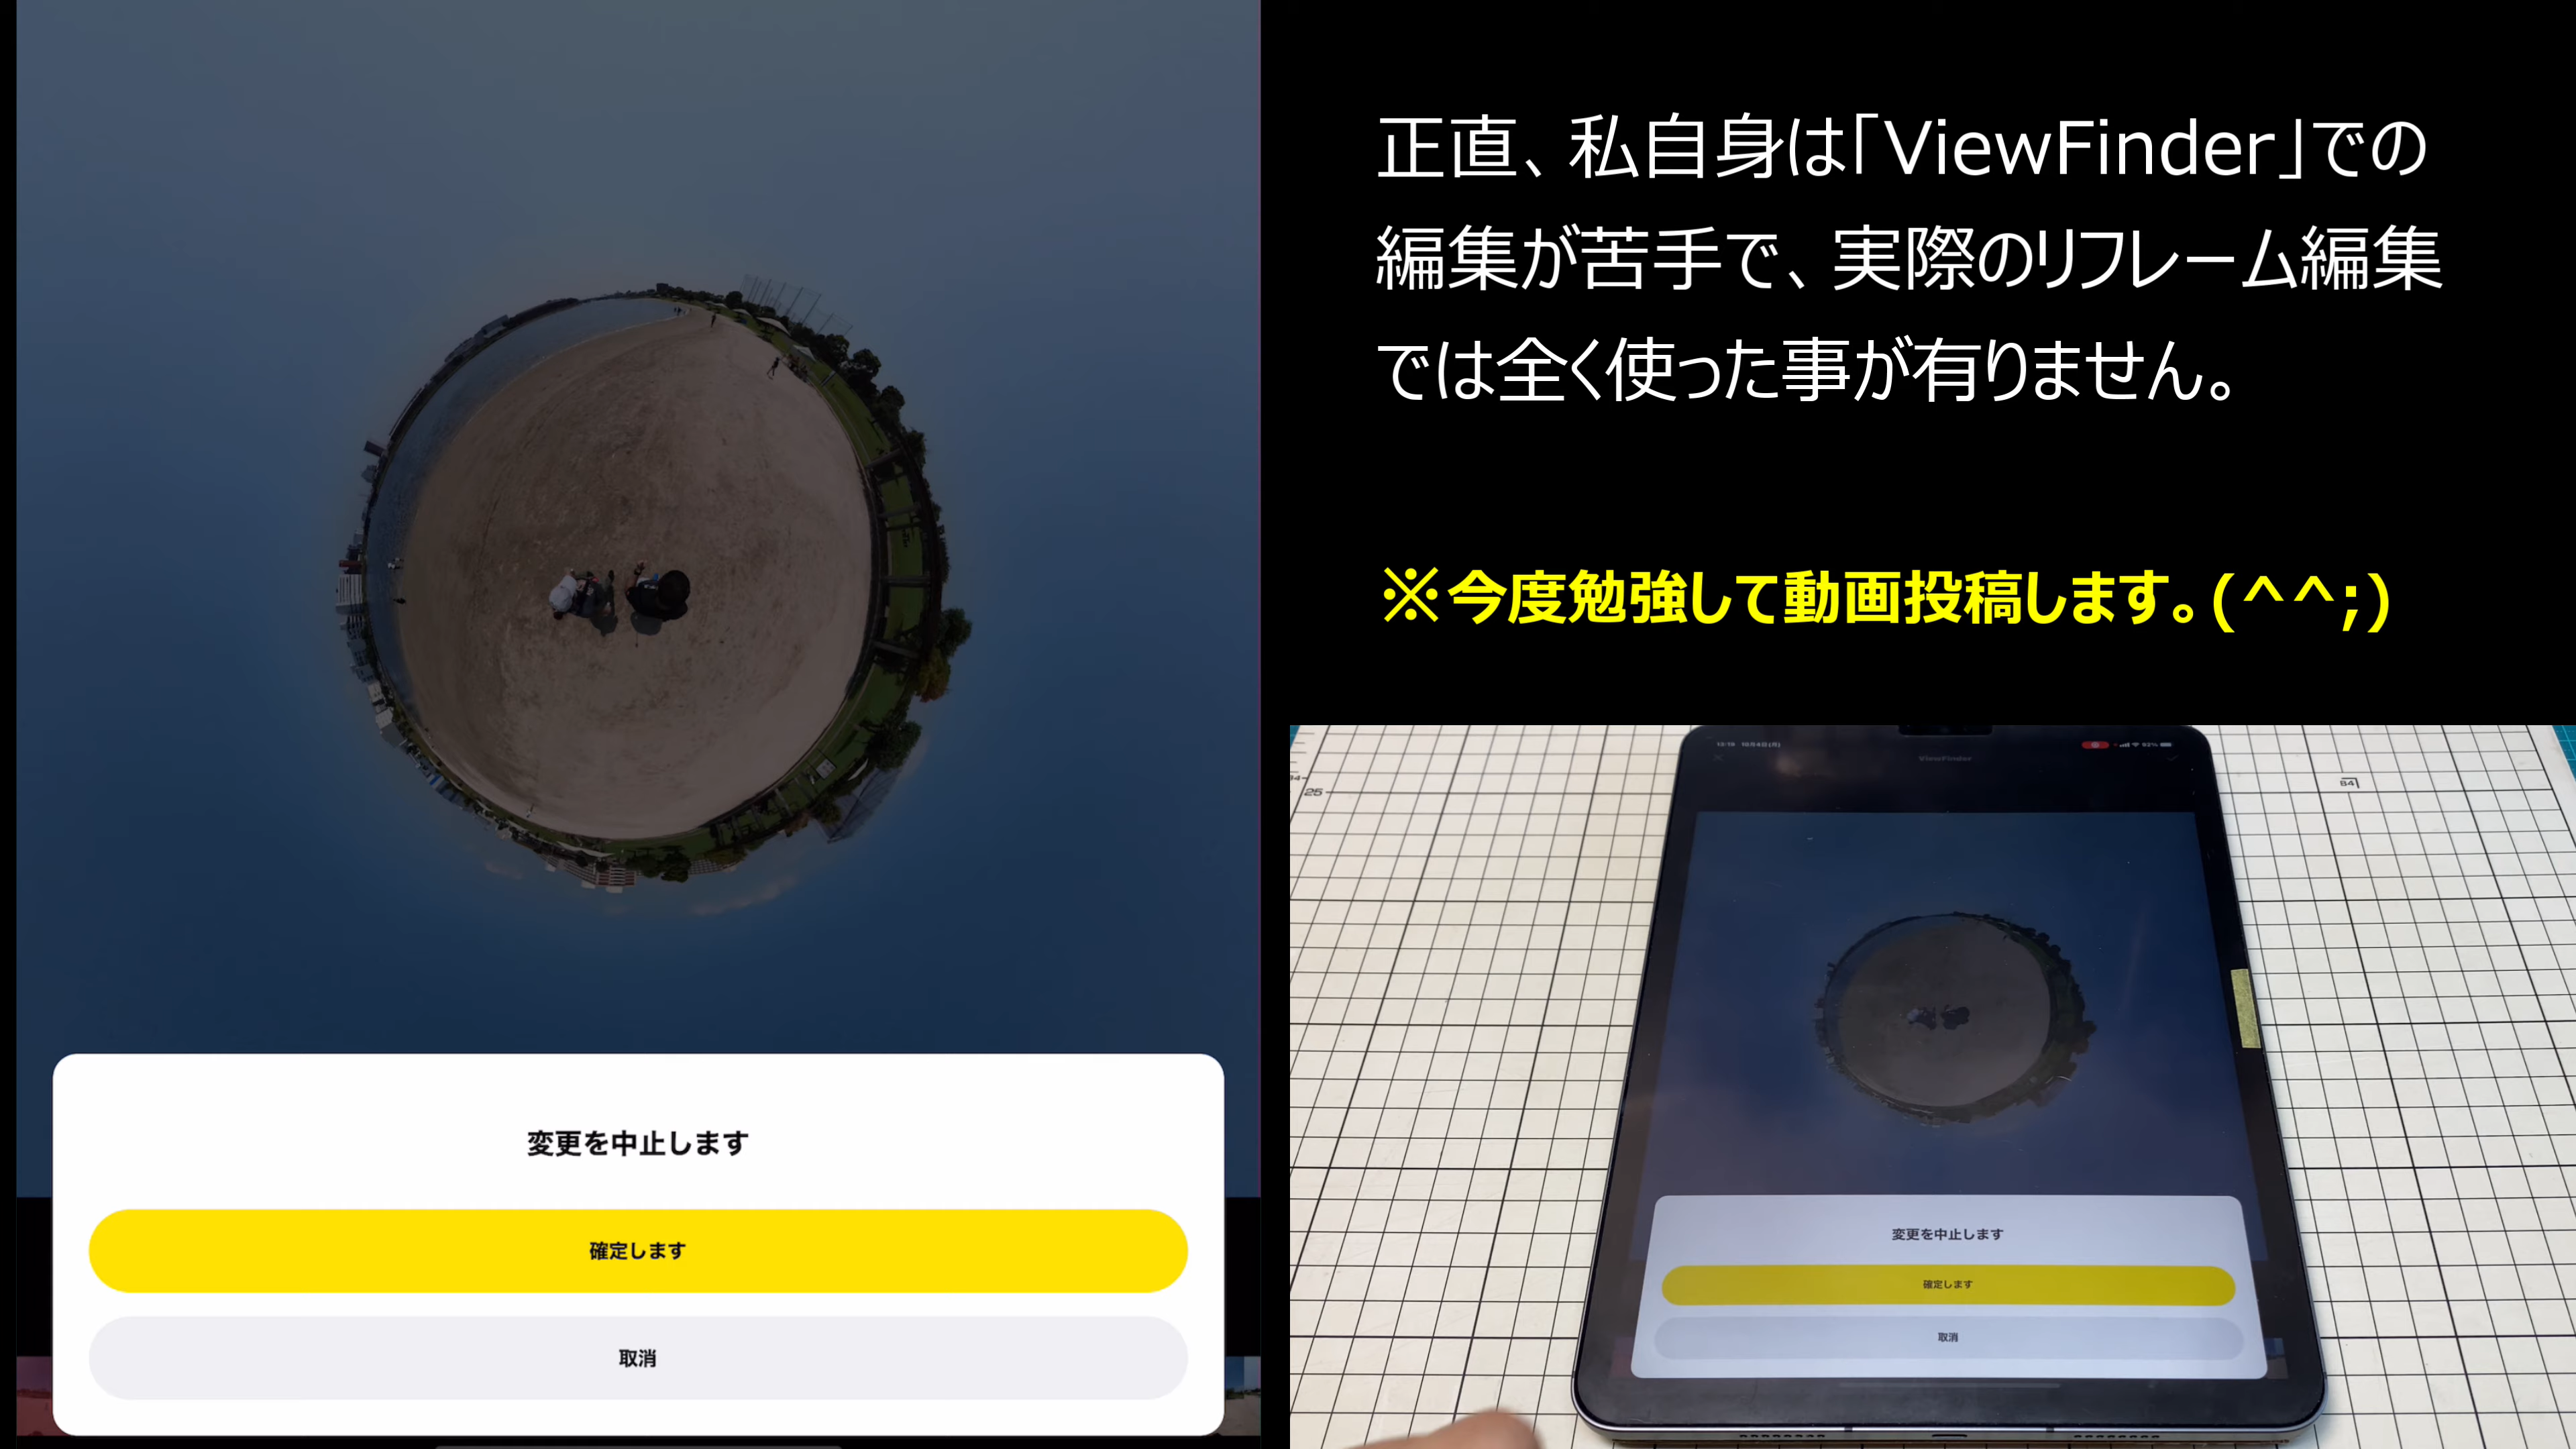 正直、私自身は「ViewFinder」での
編集が苦手で、実際のリフレーム編集
では全く使った事が有りません。
※今度勉強して動画投稿します。(^^;)
変更を中止します
確定します
取消
ViewFinder
25
84
変更を中止します
確定します
取消